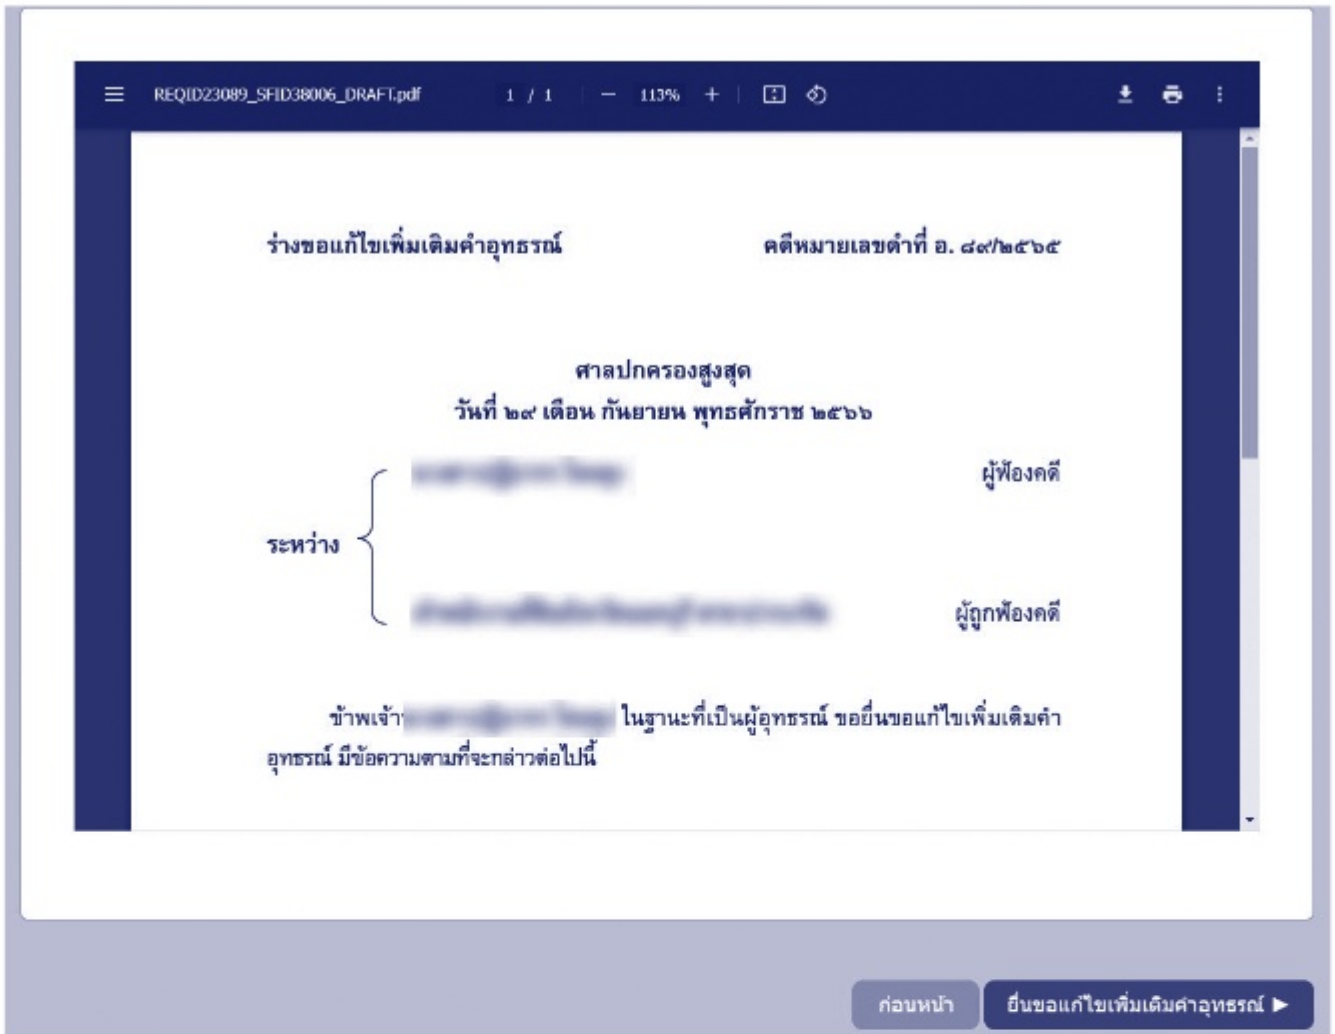 REQID23089_SFID38006_DRAFT.pdf 1 / 1 — 113% +
ร่างขอแก้ไขเพิ่มเติมคำอุทธรณ์ คดีหมายเลขดำที่ อ. ๘๙/๒๕๖๕
ศาลปกครองสูงสุด
วันที่ ๒๙ เดือน กันยายน พุทธศักราช ๒๕๖๖
ผู้ฟ้องคดี
ระหว่าง
ผู้ถูกฟ้องคดี
ข้าพเจ้า ในฐานะที่เป็นผู้อุทธรณ์ ขอยื่นขอแก้ไขเพิ่มเติมคำ
อุทธรณ์ มีข้อความตามที่จะกล่าวต่อไปนี้
ก่อนหน้า ยื่นขอแก้ไขเพิ่มเติมคำอุทธรณ์ ▶